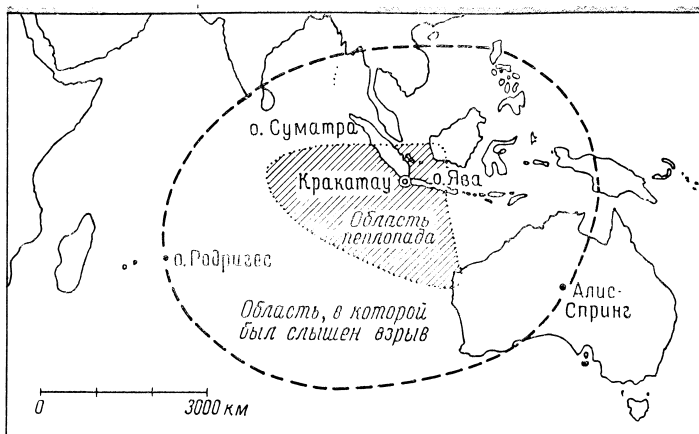 о. Суматра
Кракатау
о. Ява
Область
пеплопада
о. Родригес
Алис-
Спринг
Область, в которой
был слышен взрыв
0
3000 км